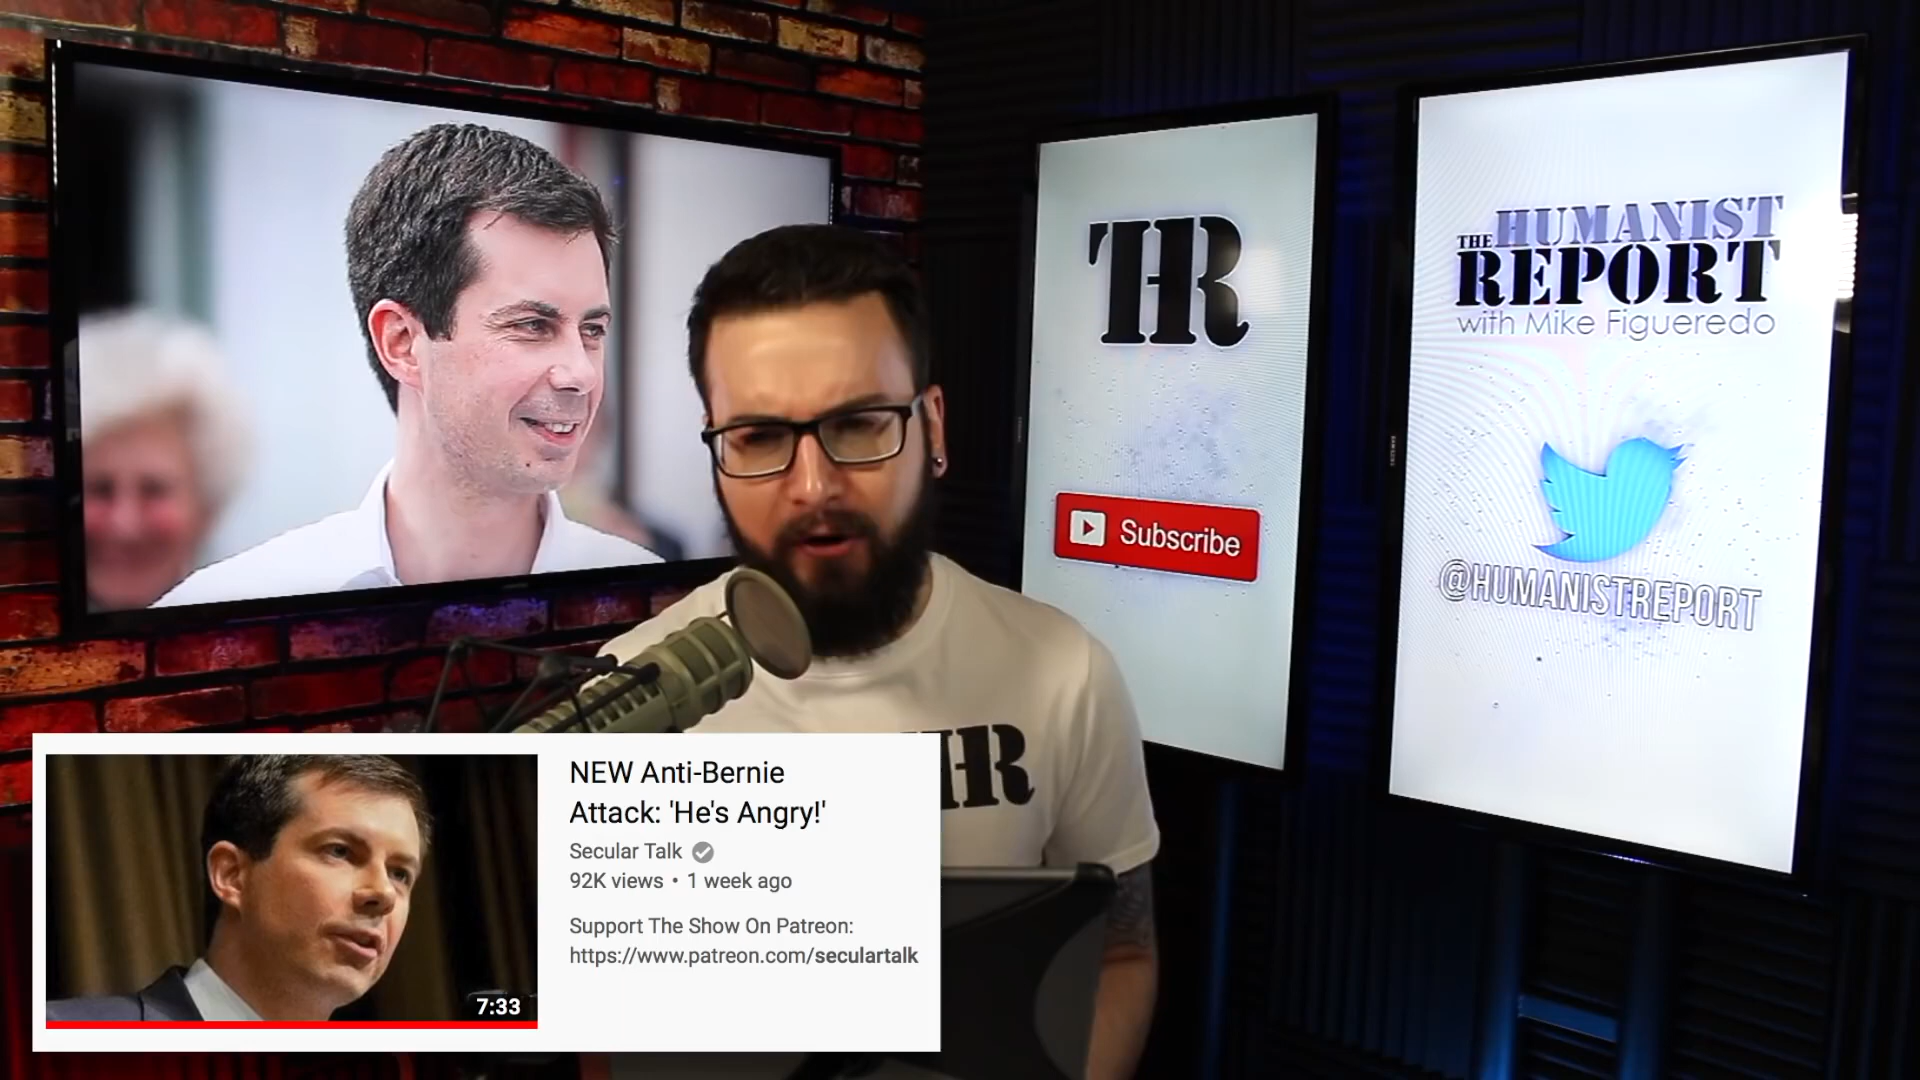 THR
Subscribe
THE HUMANIST
REPORT
with Mike Figueredo
@HUMANISTREPORT
HR
NEW Anti-Bernie
Attack: 'He's Angry!'
Secular Talk
92K views • 1 week ago
Support The Show On Patreon:
https://www.patreon.com/seculartalk
7:33